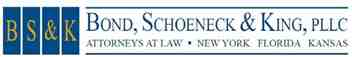 BS&K BOND, SCHOENECK & KING, PLLC
ATTORNEYS AT LAW • NEW YORK FLORIDA KANSAS